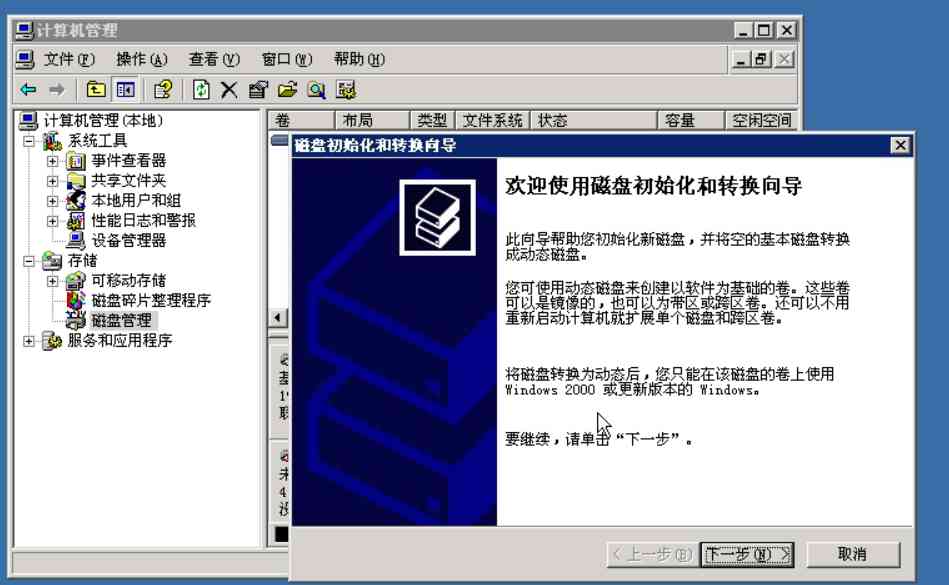 计算机管理
文件(F) 操作(A) 查看(V) 窗口(W) 帮助(H)
计算机管理(本地)
系统工具
事件查看器
共享文件夹
本地用户和组
性能日志和警报
设备管理器
存储
可移动存储
磁盘碎片整理程序
磁盘管理
服务和应用程序
卷 布局 类型 文件系统 状态 容量 空闲空间
磁盘初始化和转换向导
欢迎使用磁盘初始化和转换向导
此向导帮助您初始化新磁盘，并将空的基本磁盘转换
成动态磁盘。
您可使用动态磁盘来创建以软件为基础的卷。这些卷
可以是镜像的，也可以为带区或跨区卷。还可以不用
重新启动计算机就扩展单个磁盘和跨区卷。
将磁盘转换为动态后，您只能在该磁盘的卷上使用
Windows 2000 或更新版本的 Windows。
要继续，请单击“下一步”。
< 上一步(B) 下一步(N) > 取消